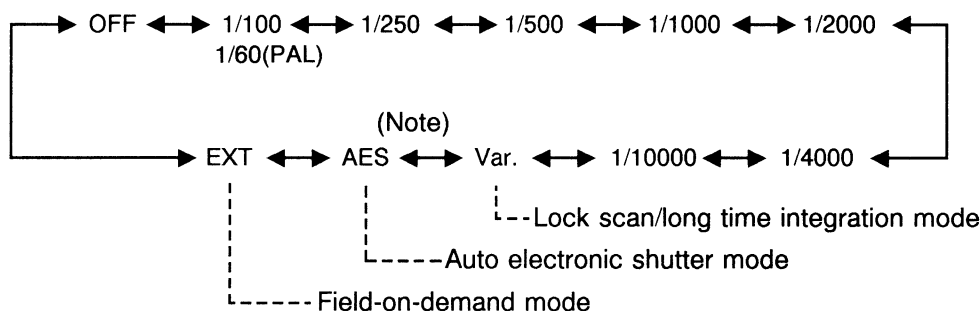 OFF 1/100 1/250 1/500 1/1000 1/2000
1/60(PAL)
(Note)
EXT AES Var. 1/10000 1/4000
Lock scan/long time integration mode
Auto electronic shutter mode
Field-on-demand mode